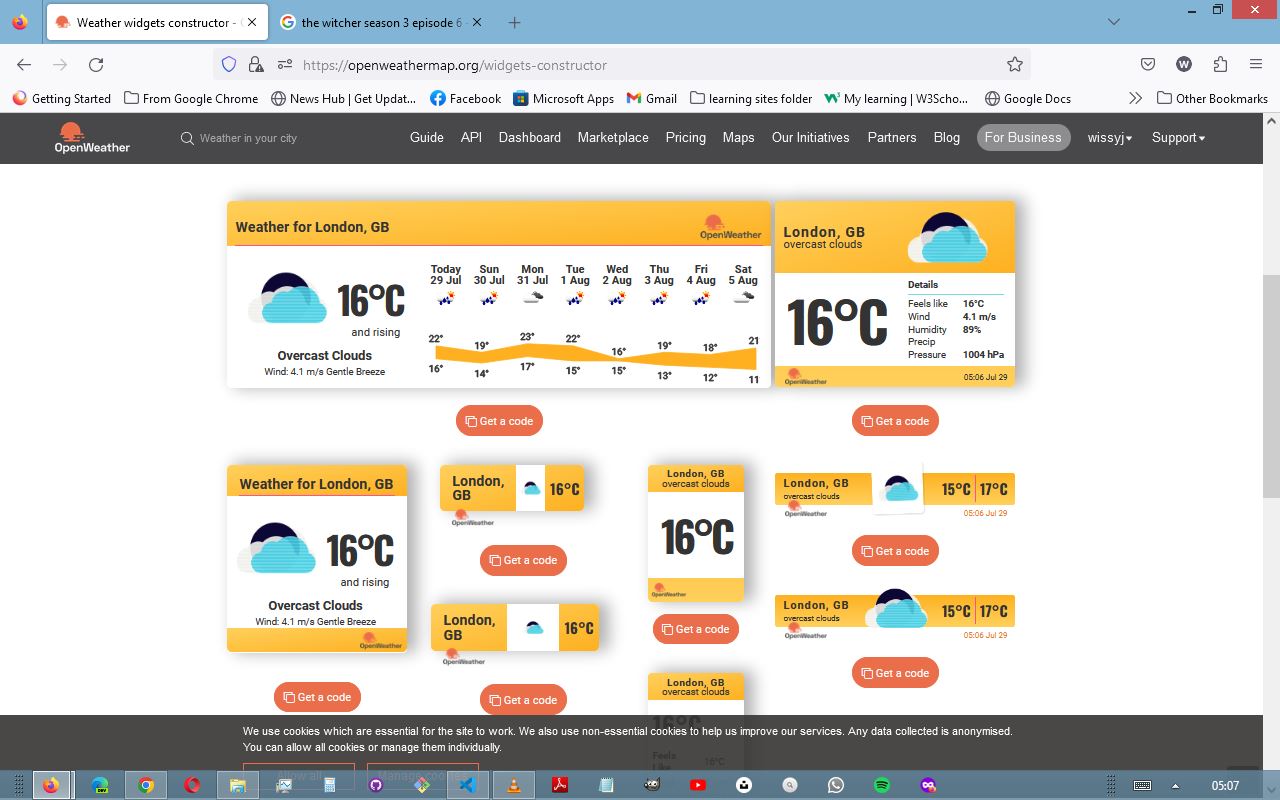 Weather widgets constructor -
the witcher season 3 episode 6
https://openweathermap.org/widgets-constructor
W
Getting Started
From Google Chrome
News Hub | Get Updat...
Facebook
Microsoft Apps
Gmail
learning sites folder
My learning | W3Scho...
Google Docs
Other Bookmarks
OpenWeather
Weather in your city
Guide
API
Dashboard
Marketplace
Pricing
Maps
Our Initiatives
Partners
Blog
For Business
wissyj
Support
Weather for London, GB
OpenWeather
16°C
and rising
Overcast Clouds
Wind: 4.1 m/s Gentle Breeze
Today Sun Mon Tue Wed Thu Fri Sat
29 Jul 30 Jul 31 Jul 1 Aug 2 Aug 3 Aug 4 Aug 5 Aug
22° 19° 23° 22° 16° 19° 18° 21
16° 14° 17° 15° 15° 13° 12° 11
Get a code
London, GB
overcast clouds
16°C
Details
Feels like 16°C
Wind 4.1 m/s
Humidity 89%
Precip
Pressure 1004 hPa
OpenWeather
05:06 Jul 29
Get a code
Weather for London, GB
16°C
and rising
Overcast Clouds
Wind: 4.1 m/s Gentle Breeze
OpenWeather
Get a code
London,
GB
16°C
OpenWeather
Get a code
London,
GB
16°C
OpenWeather
Get a code
London, GB
overcast clouds
16°C
OpenWeather
Get a code
London, GB
overcast clouds
16°C
Feels
Like
16°C
London, GB
overcast clouds
15°C 17°C
OpenWeather
05:06 Jul 29
Get a code
London, GB
overcast clouds
15°C 17°C
OpenWeather
05:06 Jul 29
Get a code
We use cookies which are essential for the site to work. We also use non-essential cookies to help us improve our services. Any data collected is anonymised.
You can allow all cookies or manage them individually.
Allow all
Manage cookies
DEV
05:07